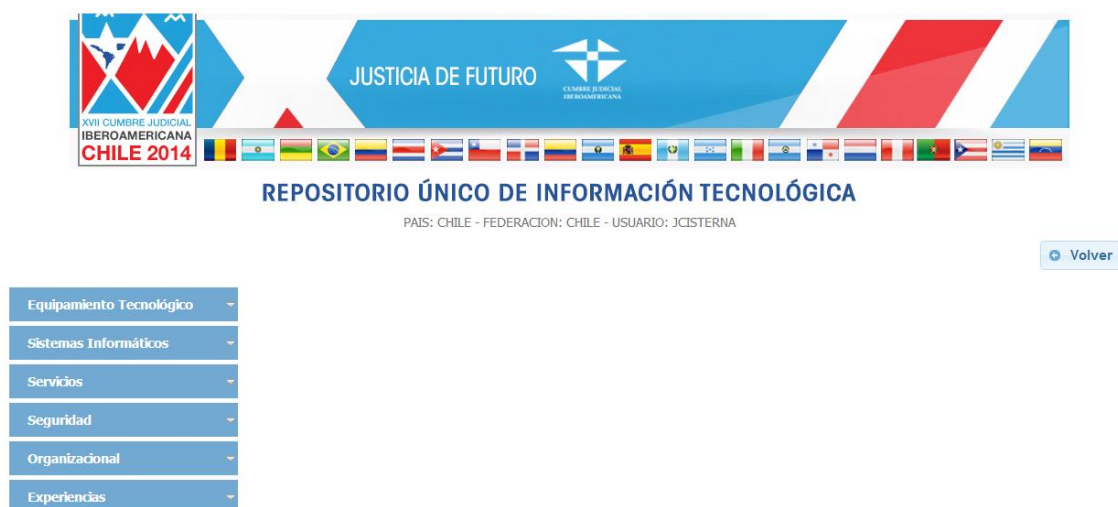 XVII CUMBRE JUDICIAL
IBEROAMERICANA
CHILE 2014
JUSTICIA DE FUTURO
CUMBRE JUDICIAL
IBEROAMERICANA
REPOSITORIO ÚNICO DE INFORMACIÓN TECNOLÓGICA
PAIS: CHILE - FEDERACION: CHILE - USUARIO: JCISTERNA
Volver
Equipamiento Tecnológico
Sistemas Informáticos
Servicios
Seguridad
Organizacional
Experiencias